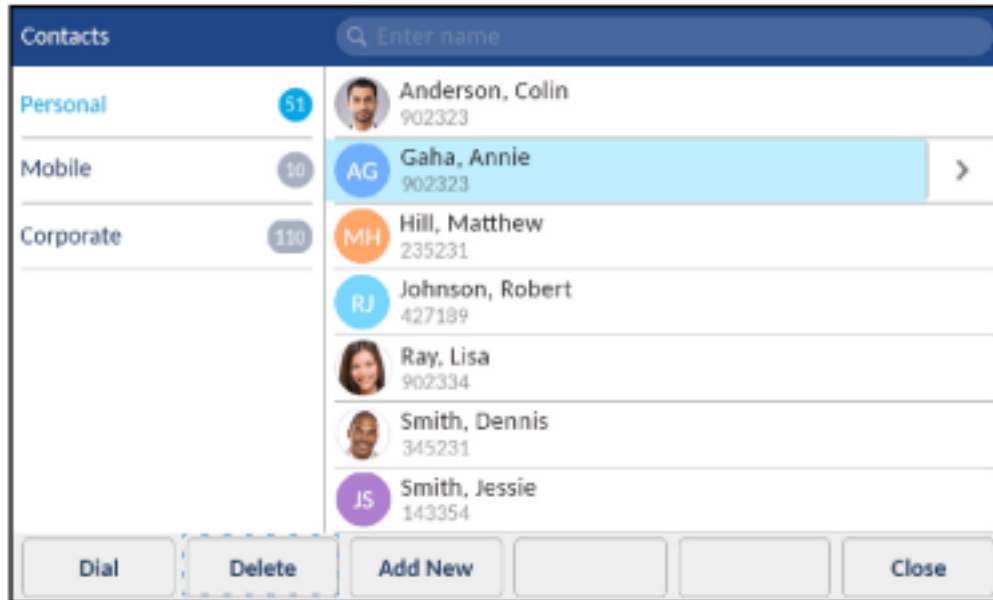 Contacts
Enter name
Personal 51
Mobile 10
Corporate 110
Anderson, Colin
902323
AG
Gaha, Annie
902323
MH
Hill, Matthew
235231
RJ
Johnson, Robert
427189
Ray, Lisa
902334
Smith, Dennis
345231
JS
Smith, Jessie
143354
Dial
Delete
Add New
Close